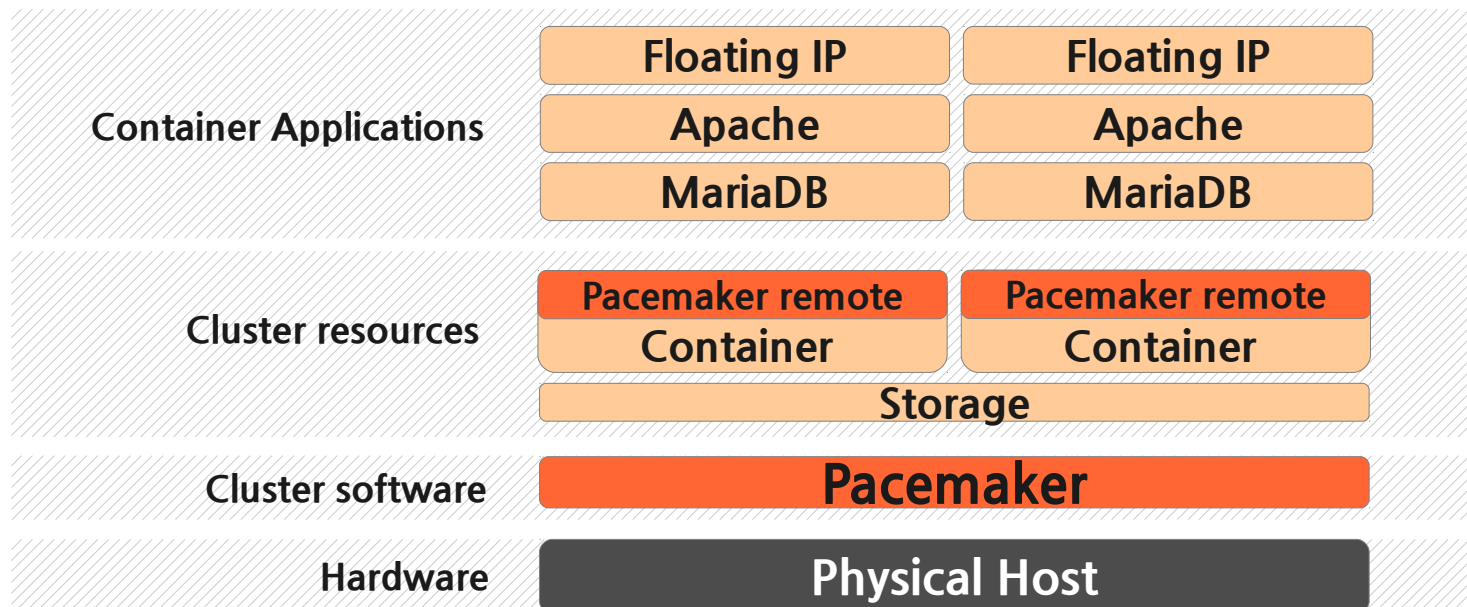 Container Applications
Floating IP
Floating IP
Apache
Apache
MariaDB
MariaDB
Cluster resources
Pacemaker remote
Pacemaker remote
Container
Container
Storage
Cluster software
Pacemaker
Hardware
Physical Host